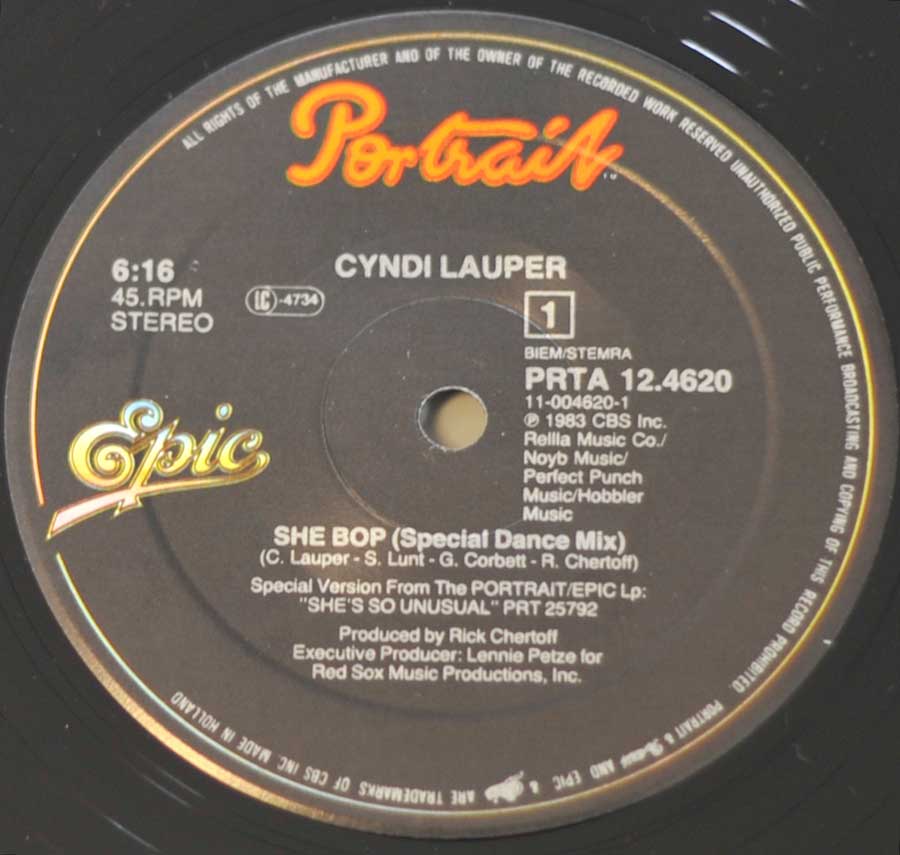 ALL RIGHTS OF THE MANUFACTURER AND OF THE OWNER OF THE RECORDED WORK RESERVED UNAUTHORIZED PUBLIC PERFORMANCE BROADCASTING AND COPYING OF THIS RECORD PROHIBITED
Portrait
CYNDI LAUPER
6:16
45.RPM
STEREO
LC-4734
1
BIEM/STEMRA
PRTA 12.4620
11-004620-1
℗ 1983 CBS Inc.
Rellla Music Co./
Noyb Music/
Perfect Punch
Music/Hobbler
Music
Epic
SHE BOP (Special Dance Mix)
(C. Lauper - S. Lunt - G. Corbett - R. Chertoff)
Special Version From The PORTRAIT/EPIC Lp:
"SHE'S SO UNUSUAL" PRT 25792
Produced by Rick Chertoff
Executive Producer: Lennie Petze for
Red Sox Music Productions, Inc.
PORTRAIT & AND EPIC & ARE TRADEMARKS OF CBS INC. MADE IN HOLLAND